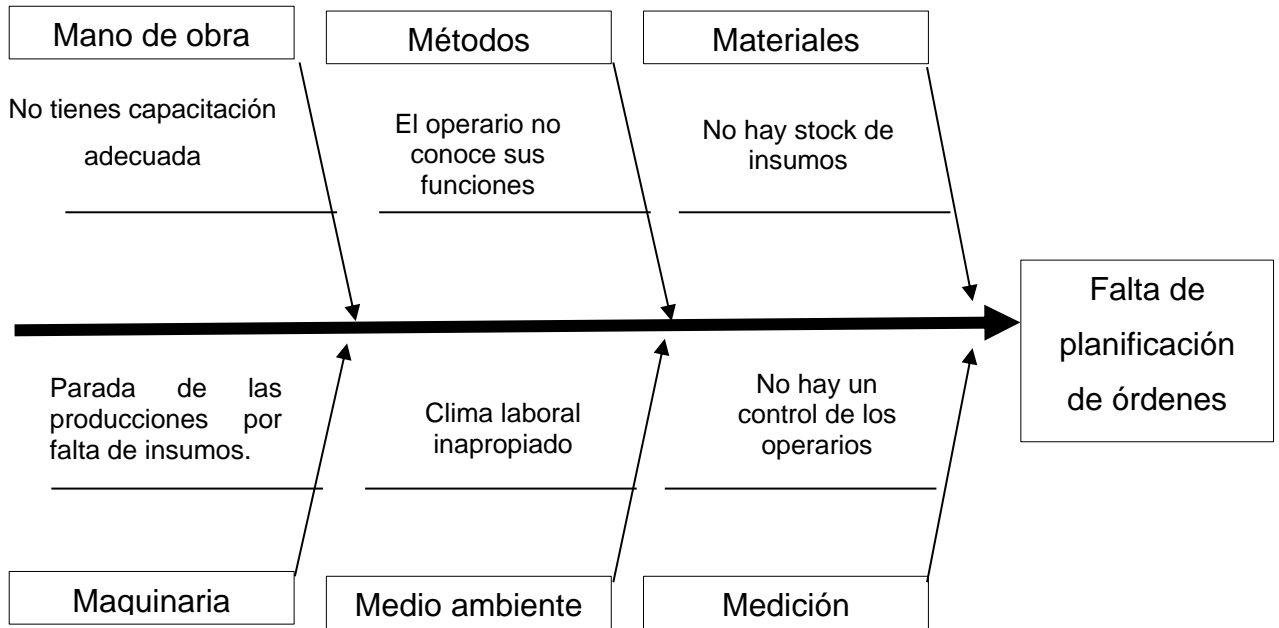 Mano de obra
Métodos
Materiales
No tienes capacitación
adecuada
El operario no
conoce sus
funciones
No hay stock de
insumos
Falta de
planificación
de órdenes
Parada de las
producciones por
falta de insumos.
Clima laboral
inapropiado
No hay un
control de los
operarios
Maquinaria
Medio ambiente
Medición